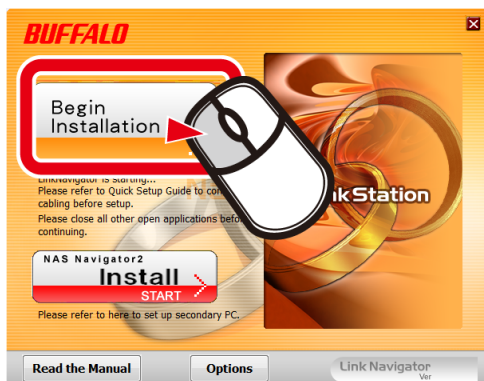 BUFFALO
Begin
Installation
LinkNavigator is starting...
Please refer to Quick Setup Guide to con
cabling before setup.
Please close all other open applications befo
continuing.
nkStation
NAS Navigator2
Install
START
Please refer to here to set up secondary PC.
Read the Manual
Options
Link Navigator
Ver